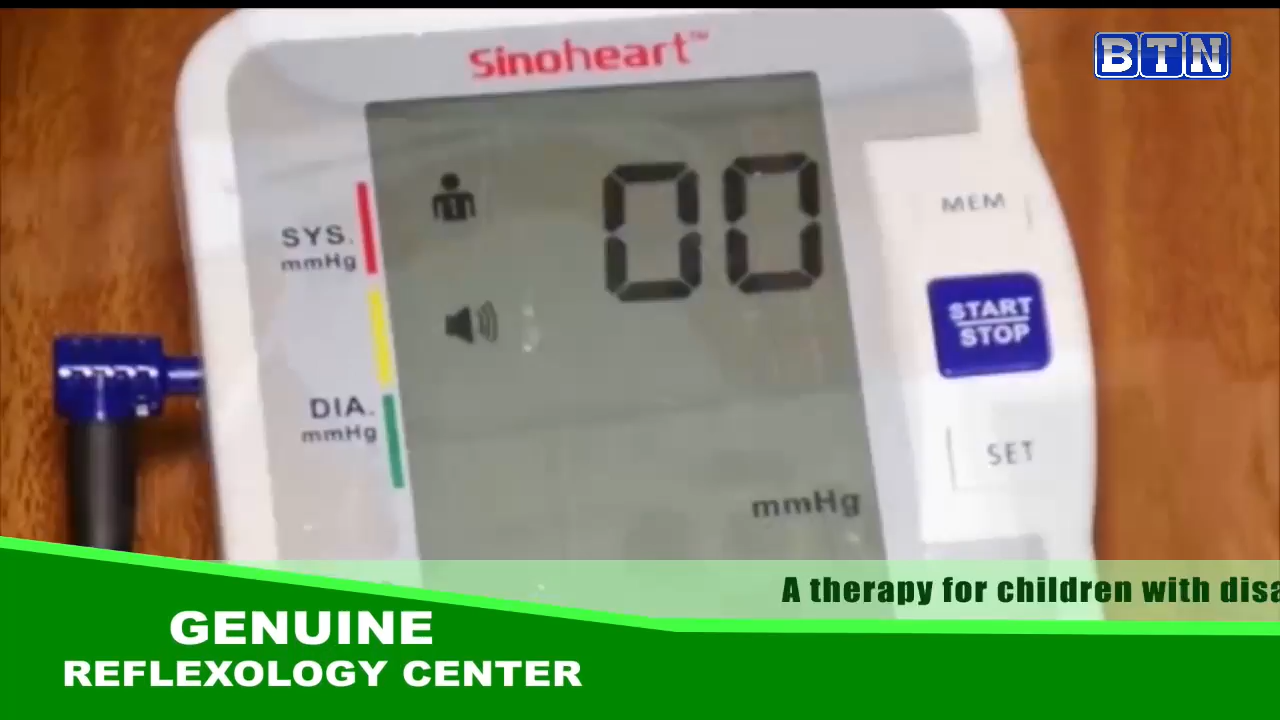 Sinoheart™
BTN
00
MEM
SYS.
mmHg
START
STOP
DIA.
mmHg
SET
mmHg
A therapy for children with
GENUINE
REFLEXOLOGY CENTER